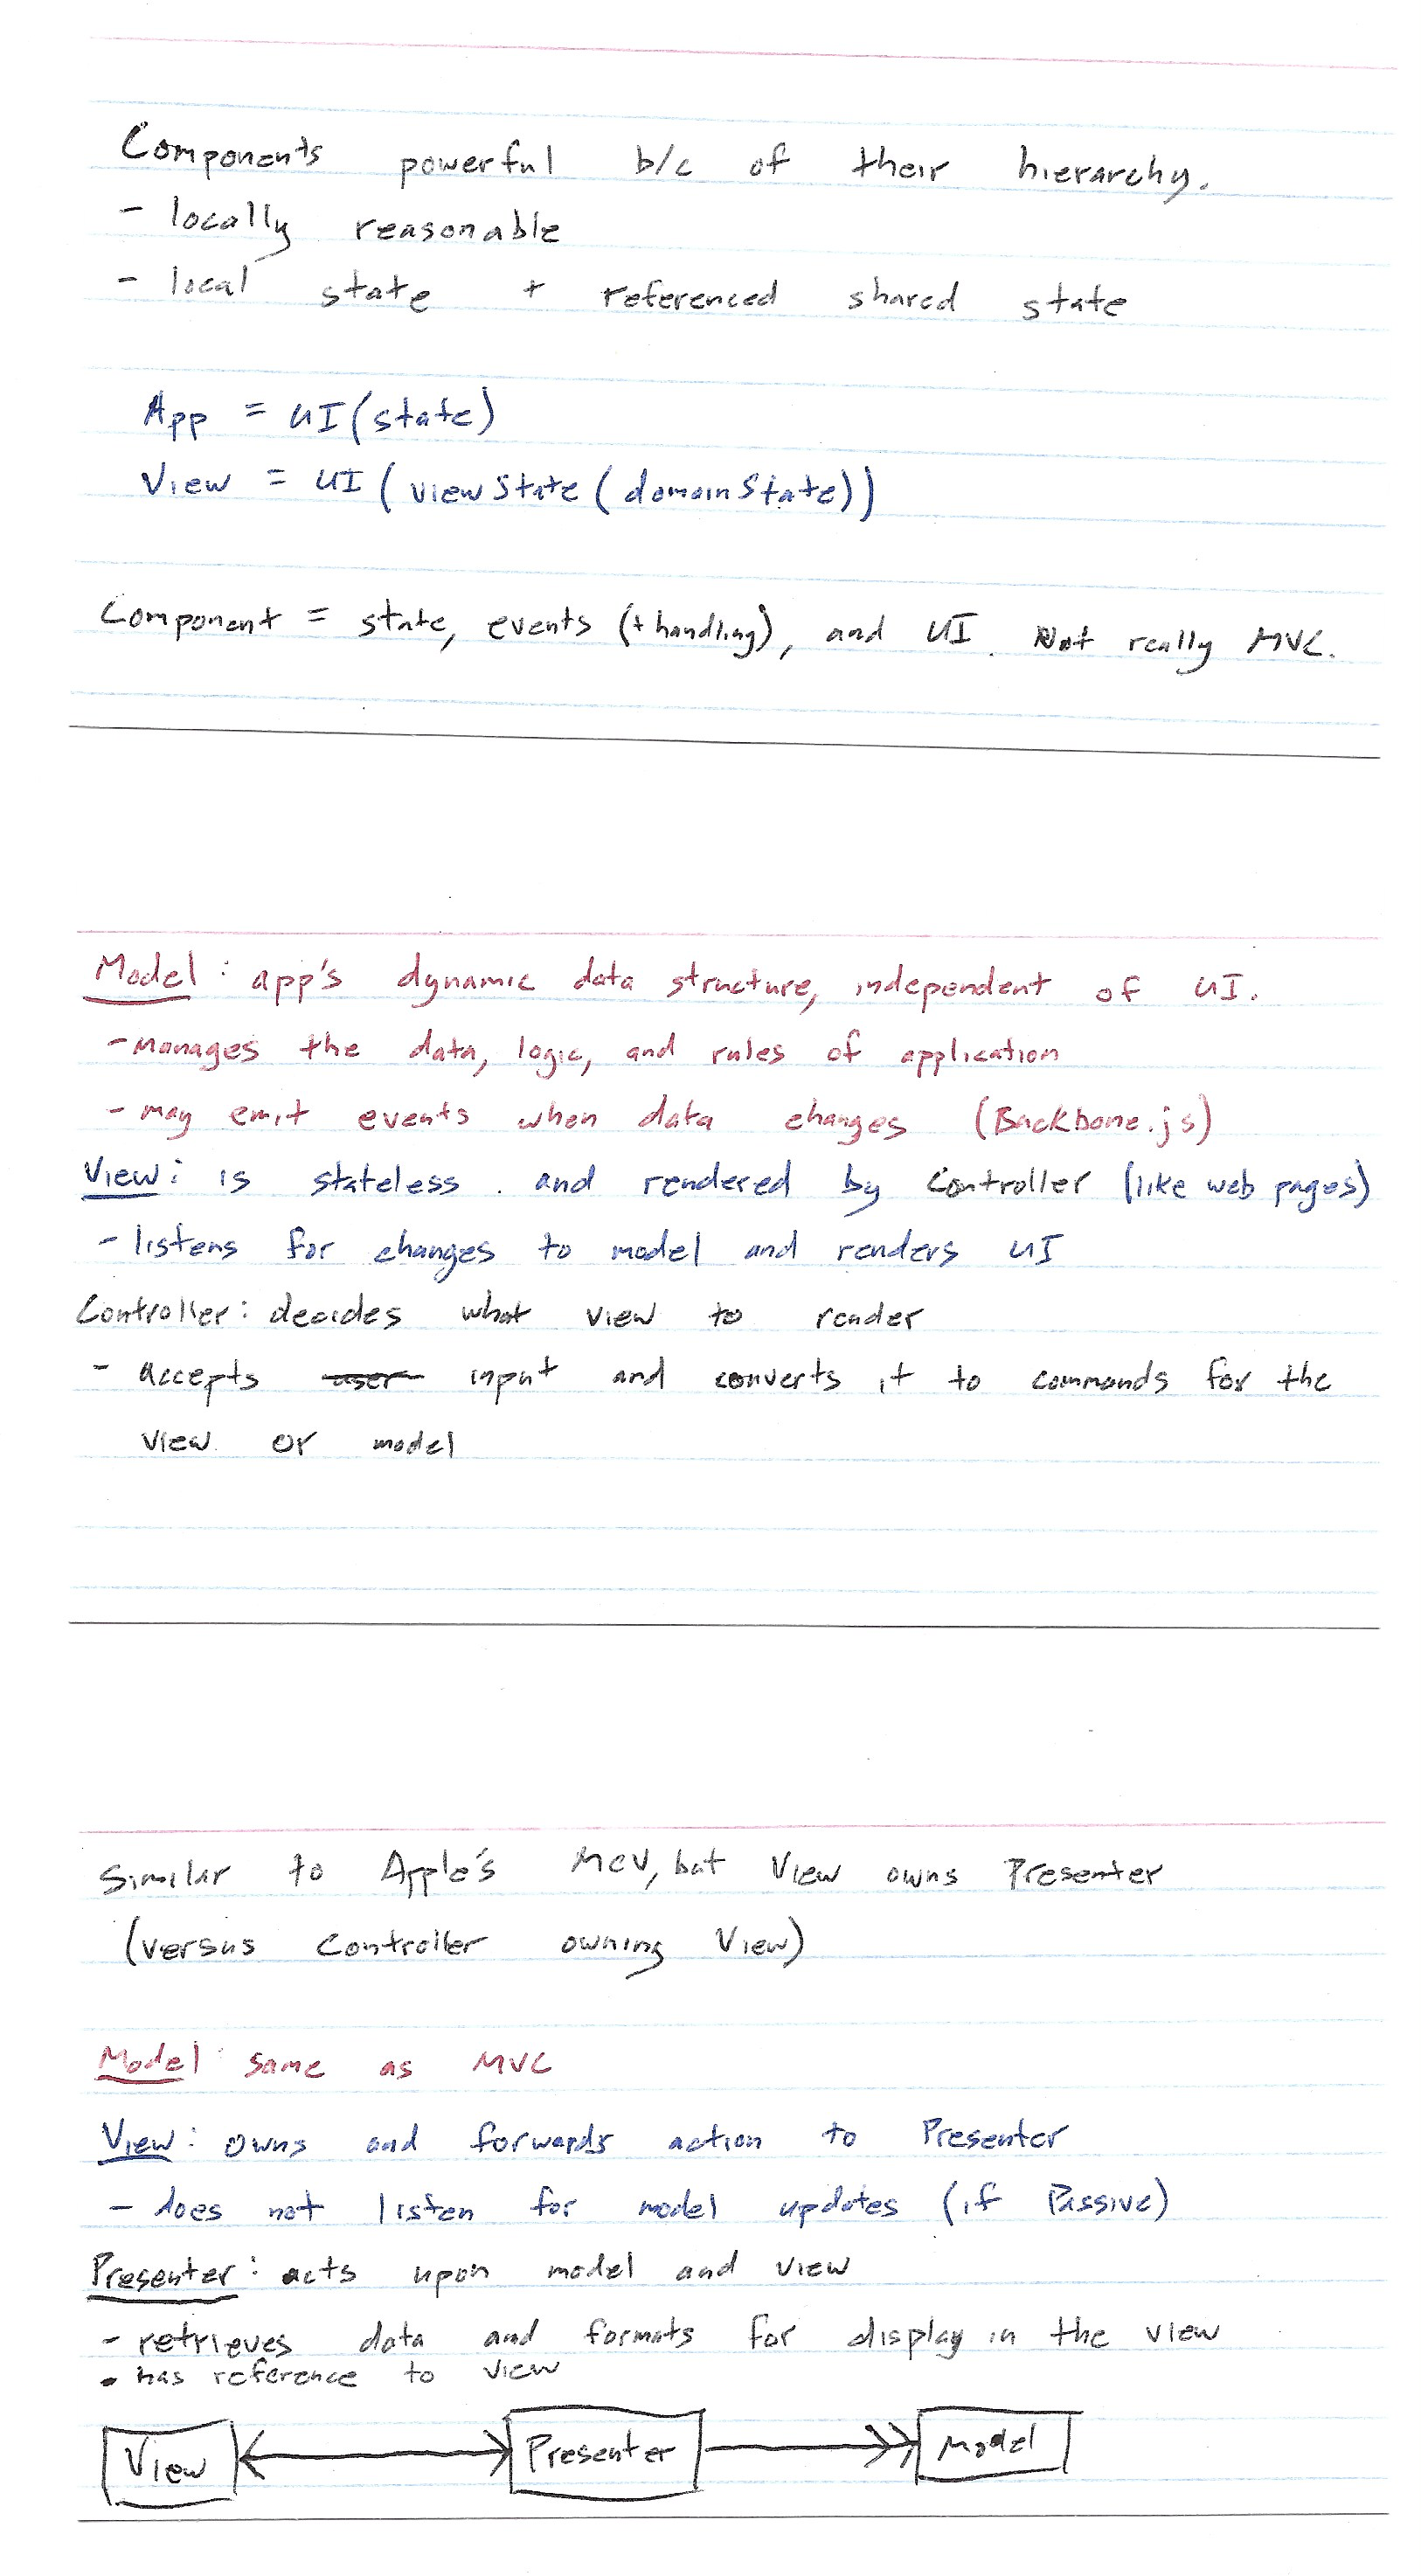 Components powerful b/c of their hierarchy.
- locally reasonable
- local state + referenced shared state
App = UI(state)
View = UI(viewState(domainState))
Component = state, events (+ handling), and UI. Not really MVC.
Model: app's dynamic data structure, independent of UI.
- manages the data, logic, and rules of application
- may emit events when data changes (Backbone.js)
View: is stateless and rendered by Controller (like web pages)
- listens for changes to model and renders UI
Controller: decides what view to render
- accepts user input and converts it to commands for the
view or model
Similar to Apple's MCV, but View owns Presenter
(versus Controller owning View)
Model: same as MVC
View: owns and forwards action to Presenter
- does not listen for model updates (if Passive)
Presenter: acts upon model and view
- retrieves data and formats for display in the view
• has reference to view
View Presenter Model